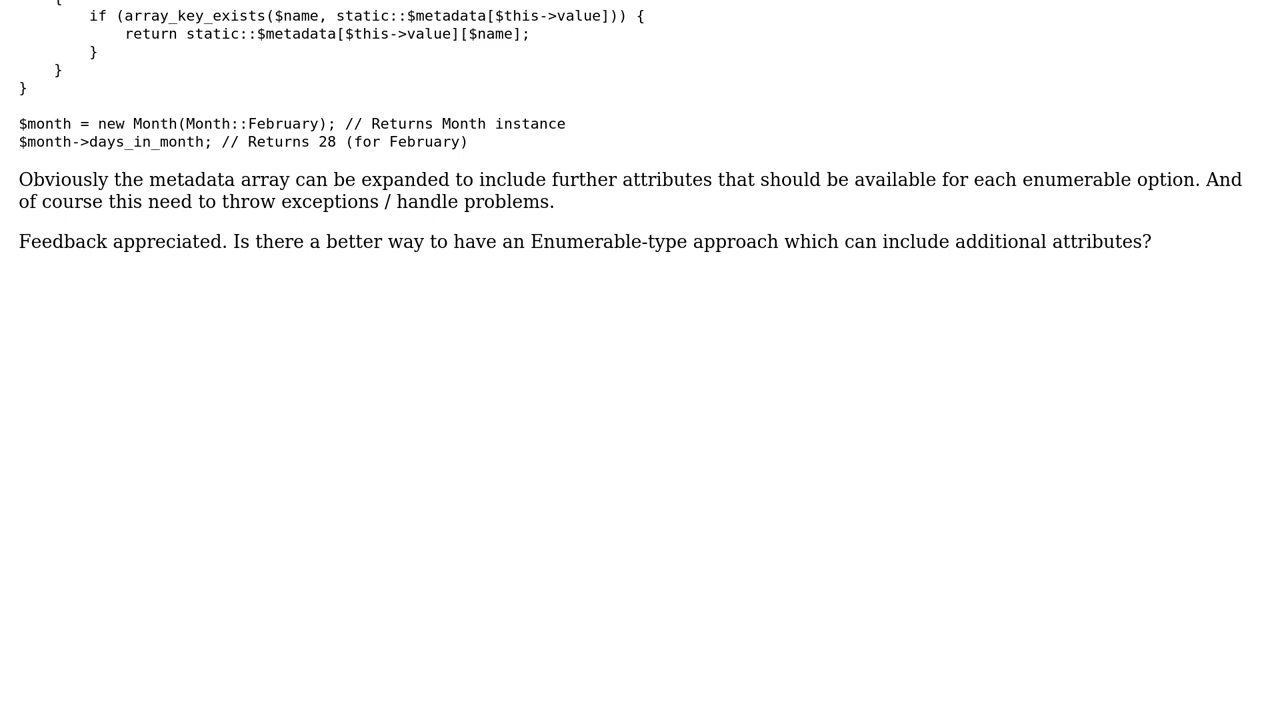 {
        if (array_key_exists($name, static::$metadata[$this->value])) {
            return static::$metadata[$this->value][$name];
        }
    }
}

$month = new Month(Month::February); // Returns Month instance
$month->days_in_month; // Returns 28 (for February)

Obviously the metadata array can be expanded to include further attributes that should be available for each enumerable option. And
of course this need to throw exceptions / handle problems.

Feedback appreciated. Is there a better way to have an Enumerable-type approach which can include additional attributes?